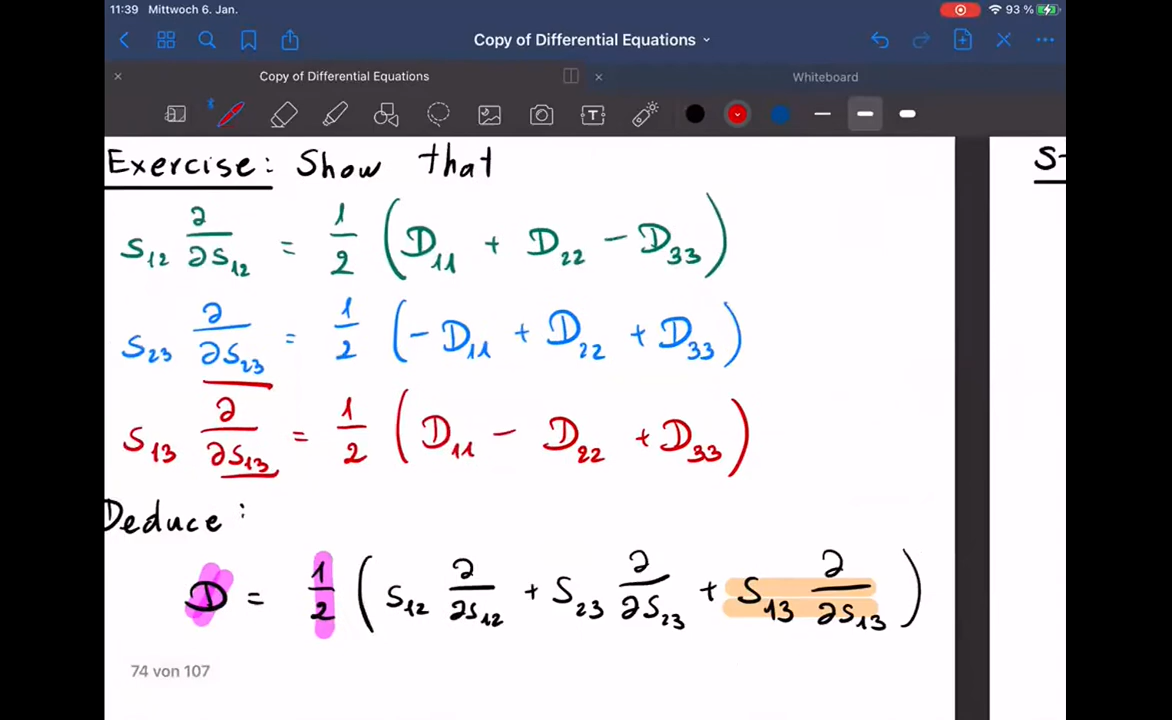 11:39 Mittwoch 6. Jan. 93 %
Copy of Differential Equations
Copy of Differential Equations Whiteboard
T
Exercise: Show that
S₁₂ ∂/∂S₁₂ = 1/2 (D₁₁ + D₂₂ − D₃₃)
S₂₃ ∂/∂S₂₃ = 1/2 (− D₁₁ + D₂₂ + D₃₃)
S₁₃ ∂/∂S₁₃ = 1/2 (D₁₁ − D₂₂ + D₃₃)
Deduce:
D = 1/2 (S₁₂ ∂/∂S₁₂ + S₂₃ ∂/∂S₂₃ + S₁₃ ∂/∂S₁₃)
74 von 107